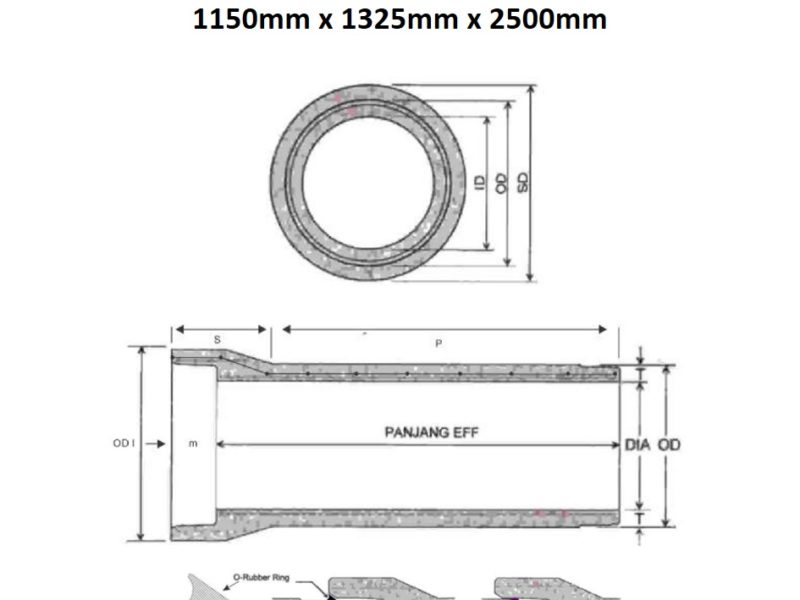 1150mm x 1325mm x 2500mm
ID
OD
SD
S
P
PANJANG EFF
OD I
m
DIA
OD
T
T
O-Rubber Ring